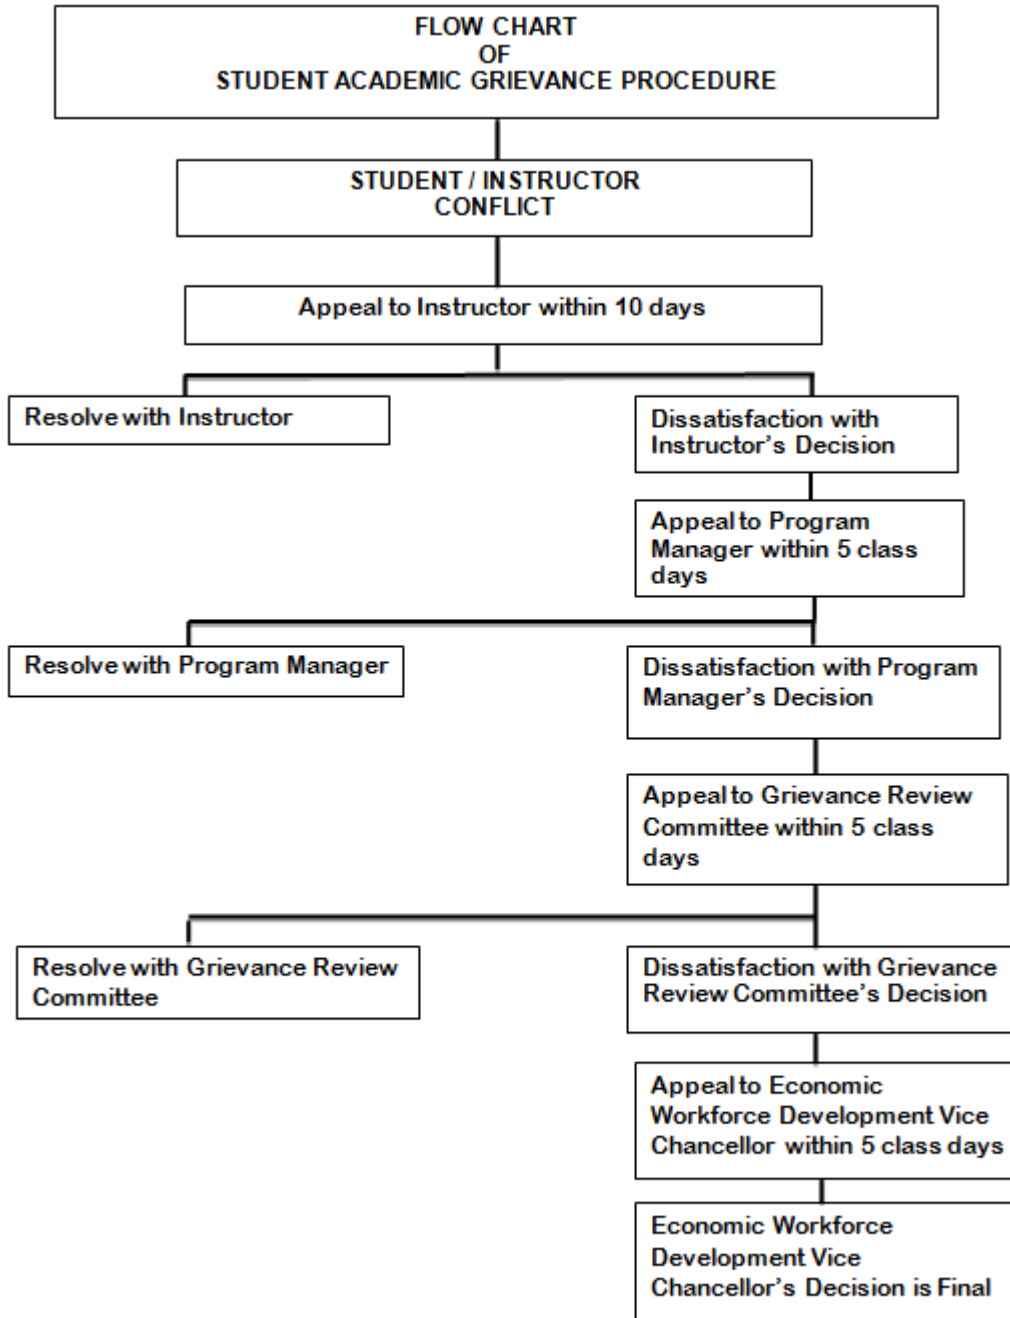 FLOW CHART
OF
STUDENT ACADEMIC GRIEVANCE PROCEDURE
STUDENT / INSTRUCTOR
CONFLICT
Appeal to Instructor within 10 days
Resolve with Instructor
Dissatisfaction with
Instructor's Decision
Appeal to Program
Manager within 5 class
days
Resolve with Program Manager
Dissatisfaction with Program
Manager's Decision
Appeal to Grievance Review
Committee within 5 class
days
Resolve with Grievance Review
Committee
Dissatisfaction with Grievance
Review Committee's Decision
Appeal to Economic
Workforce Development Vice
Chancellor within 5 class days
Economic Workforce
Development Vice
Chancellor's Decision is Final